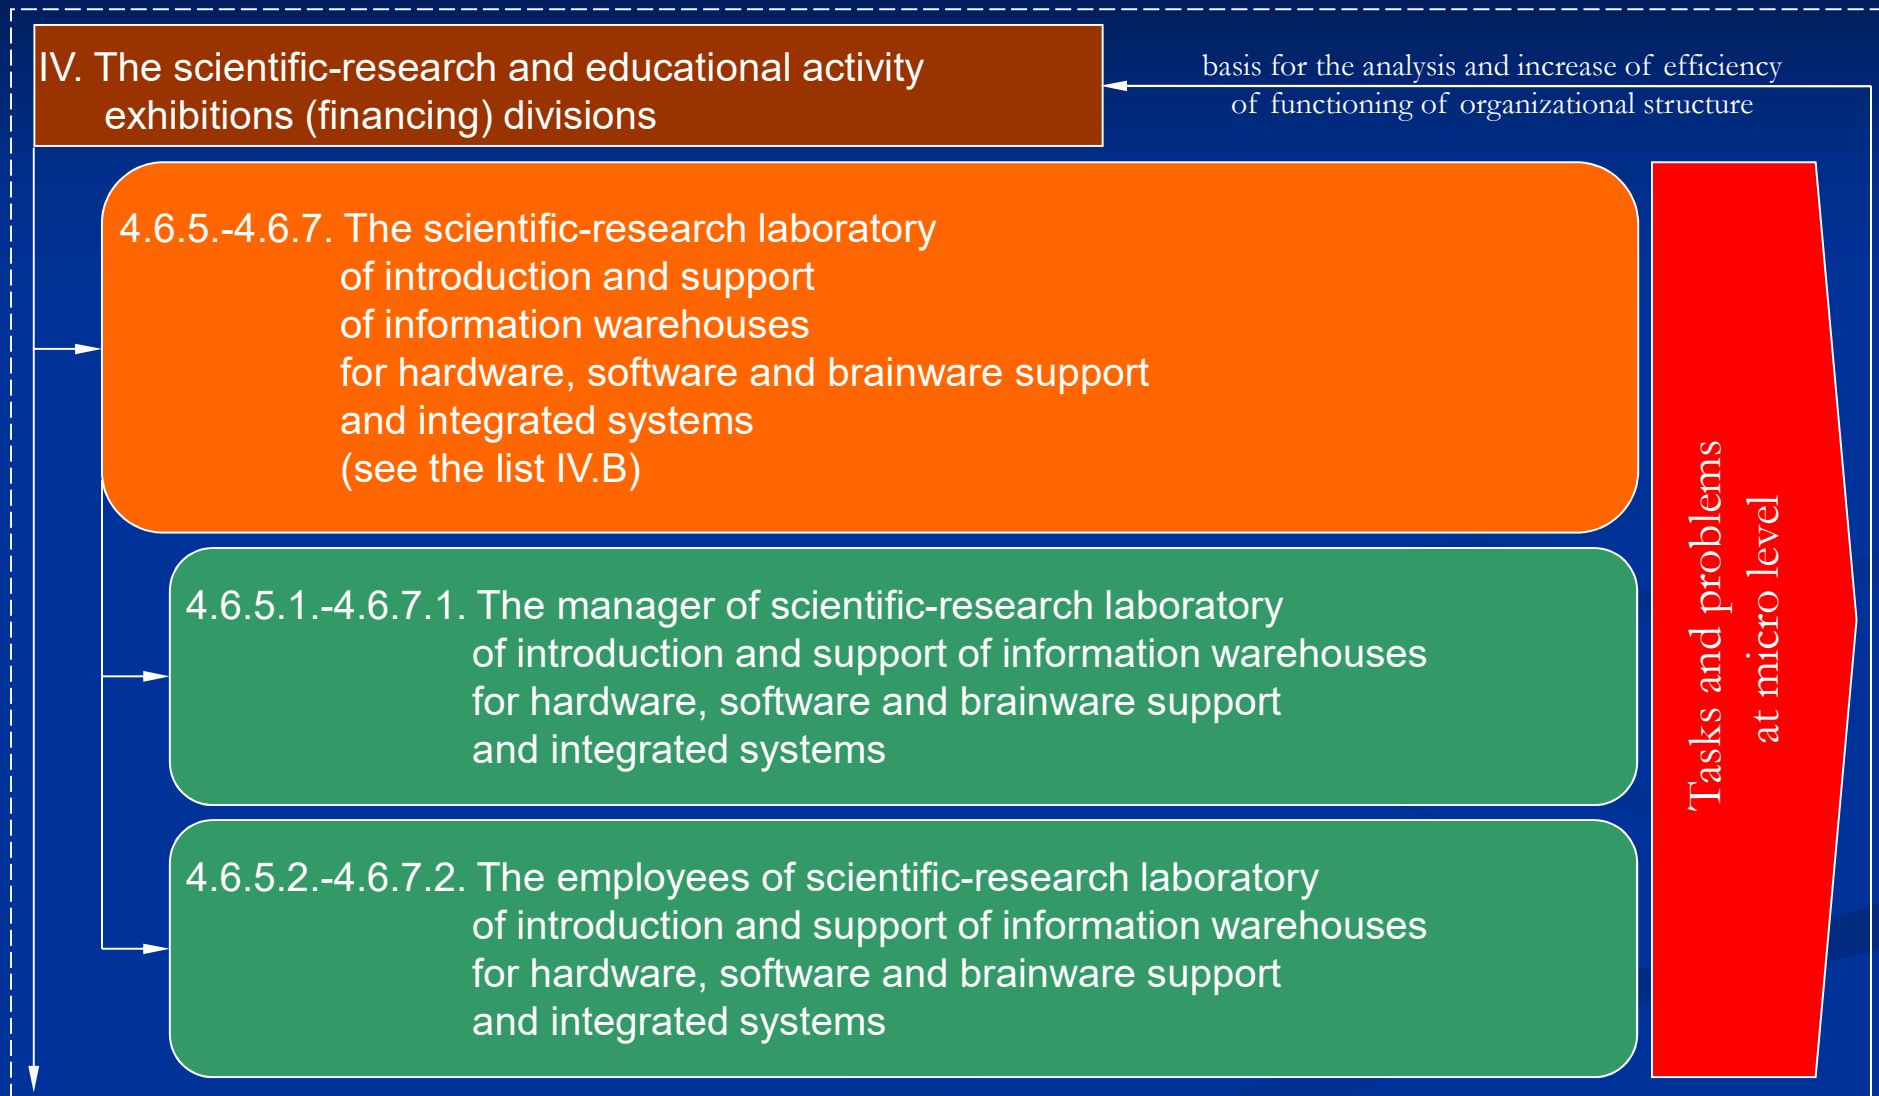 IV. The scientific-research and educational activity
exhibitions (financing) divisions
basis for the analysis and increase of efficiency
of functioning of organizational structure
4.6.5.-4.6.7. The scientific-research laboratory
of introduction and support
of information warehouses
for hardware, software and brainware support
and integrated systems
(see the list IV.B)
4.6.5.1.-4.6.7.1. The manager of scientific-research laboratory
of introduction and support of information warehouses
for hardware, software and brainware support
and integrated systems
4.6.5.2.-4.6.7.2. The employees of scientific-research laboratory
of introduction and support of information warehouses
for hardware, software and brainware support
and integrated systems
Tasks and problems
at micro level